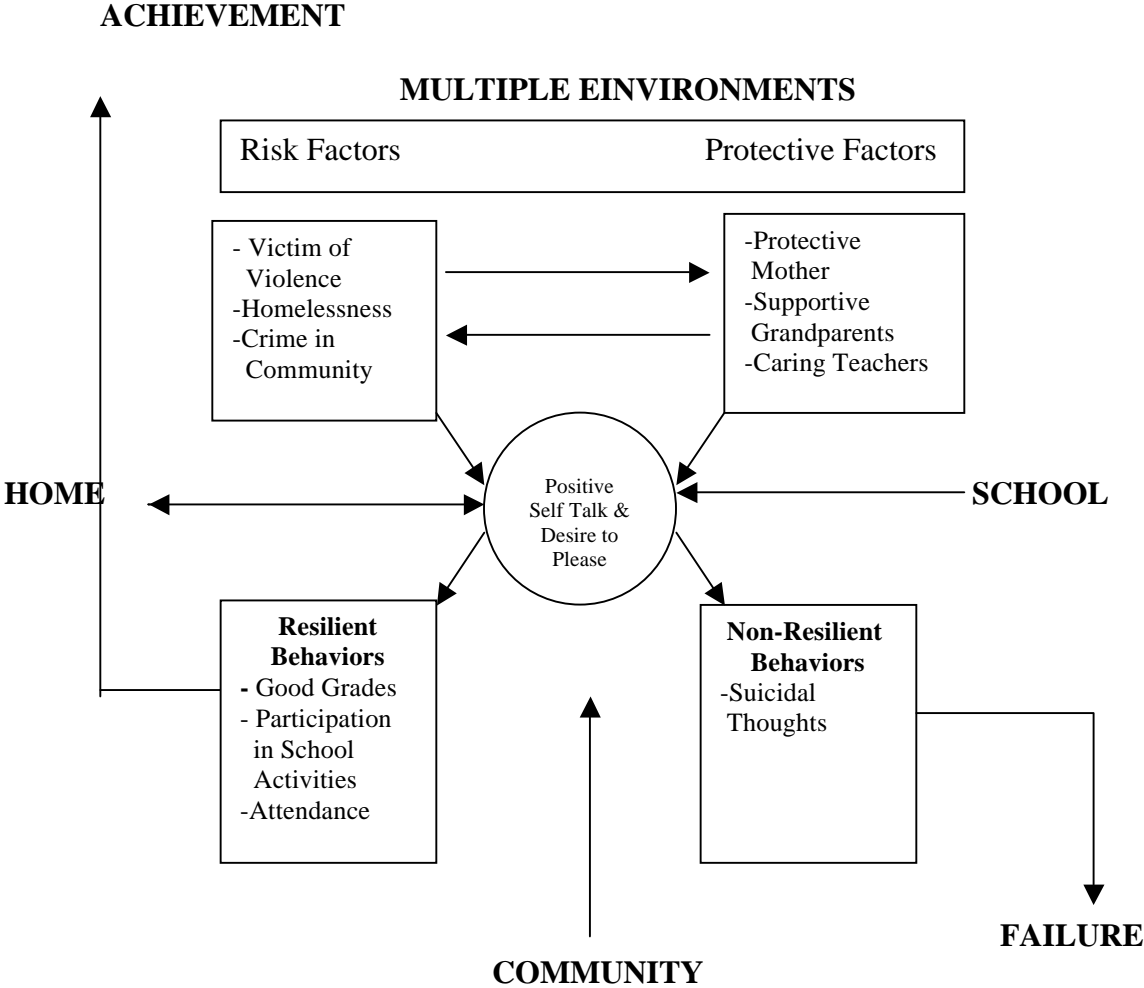 ACHIEVEMENT
MULTIPLE EINVIRONMENTS
Risk Factors Protective Factors
- Victim of
Violence
-Homelessness
-Crime in
Community
-Protective
Mother
-Supportive
Grandparents
-Caring Teachers
HOME
Positive
Self Talk &
Desire to
Please
SCHOOL
Resilient
Behaviors
- Good Grades
- Participation
in School
Activities
-Attendance
Non-Resilient
Behaviors
-Suicidal
Thoughts
FAILURE
COMMUNITY